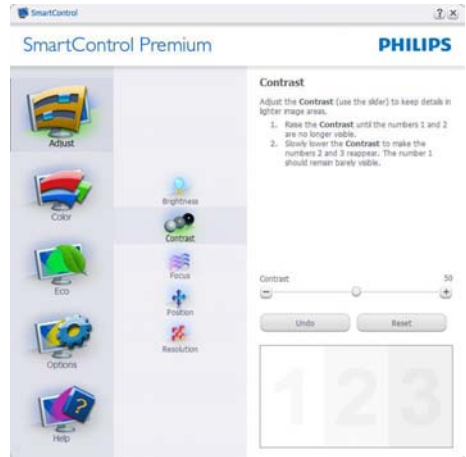 SmartControl
SmartControl Premium
PHILIPS
Adjust
Color
Eco
Options
Help
Brightness
Contrast
Focus
Position
Resolution
Contrast
Adjust the Contrast (use the slider) to keep details in
lighter image areas.
1. Raise the Contrast until the numbers 1 and 2
are no longer visible.
2. Slowly lower the Contrast to make the
numbers 2 and 3 reappear. The number 1
should remain barely visible.
Contrast 50
Undo Reset
1 2 3